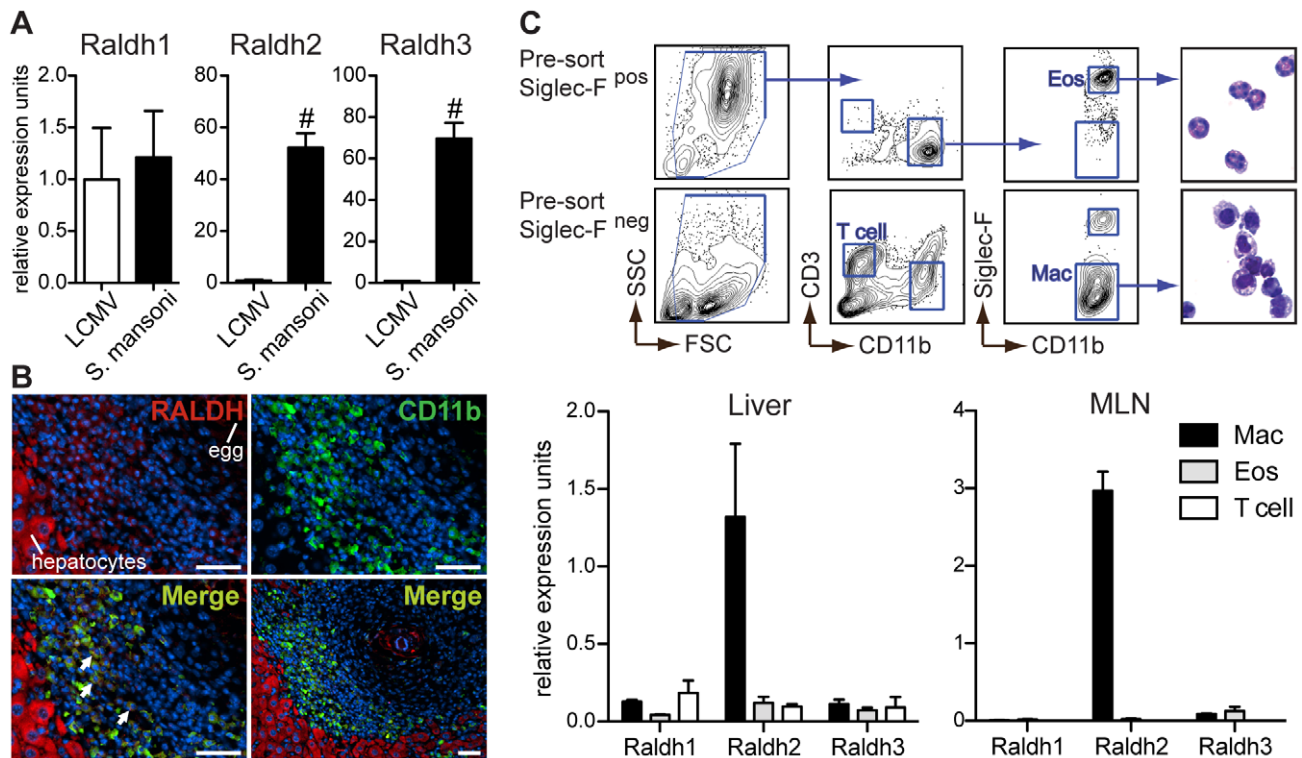 A
Raldh1
Raldh2
Raldh3
relative expression units
2.0
1.5
1.0
0.5
0.0
80
60
40
20
0
100
80
60
40
20
0
#
#
LCMV
S. mansoni
LCMV
S. mansoni
LCMV
S. mansoni
B
RALDH
egg
hepatocytes
CD11b
Merge
Merge
C
Pre-sort
Siglec-F pos
Eos
Pre-sort
Siglec-F neg
T cell
Mac
SSC
FSC
CD3
CD11b
Siglec-F
CD11b
Liver
relative expression units
2.0
1.5
1.0
0.5
0.0
Raldh1
Raldh2
Raldh3
MLN
4
3
2
1
0
Raldh1
Raldh2
Raldh3
Mac
Eos
T cell